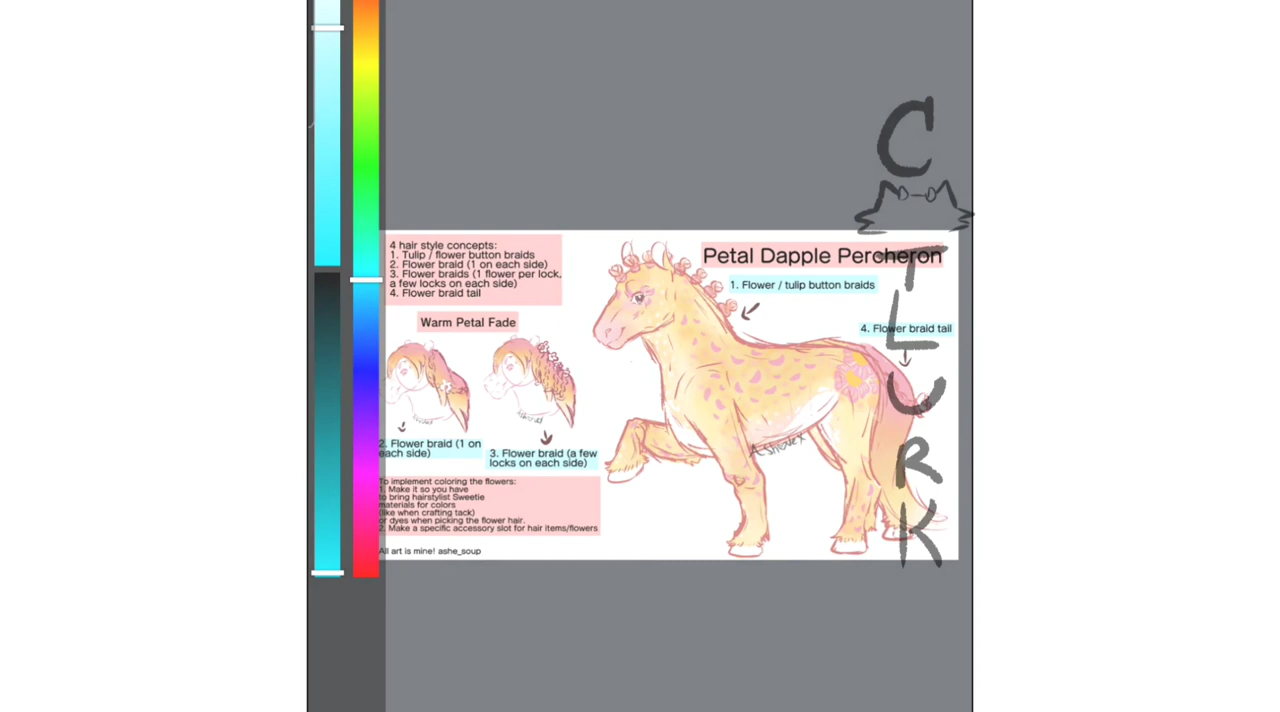 4 hair style concepts:
1. Tulip / flower button braids
2. Flower braid (1 on each side)
3. Flower braids (1 flower per lock,
a few locks on each side)
4. Flower braid tail
Warm Petal Fade
2. Flower braid (1 on
each side)
3. Flower braid (a few
locks on each side)
To implement coloring the flowers:
1. Make it so you have
to bring hairstylist Sweetie
materials for colors
(like when crafting tack)
or dyes when picking the flower hair.
2. Make a specific accessory slot for hair items/flowers
All art is mine! ashe_soup
Petal Dapple Percheron
1. Flower / tulip button braids
4. Flower braid tail
C
T
L
U
R
K